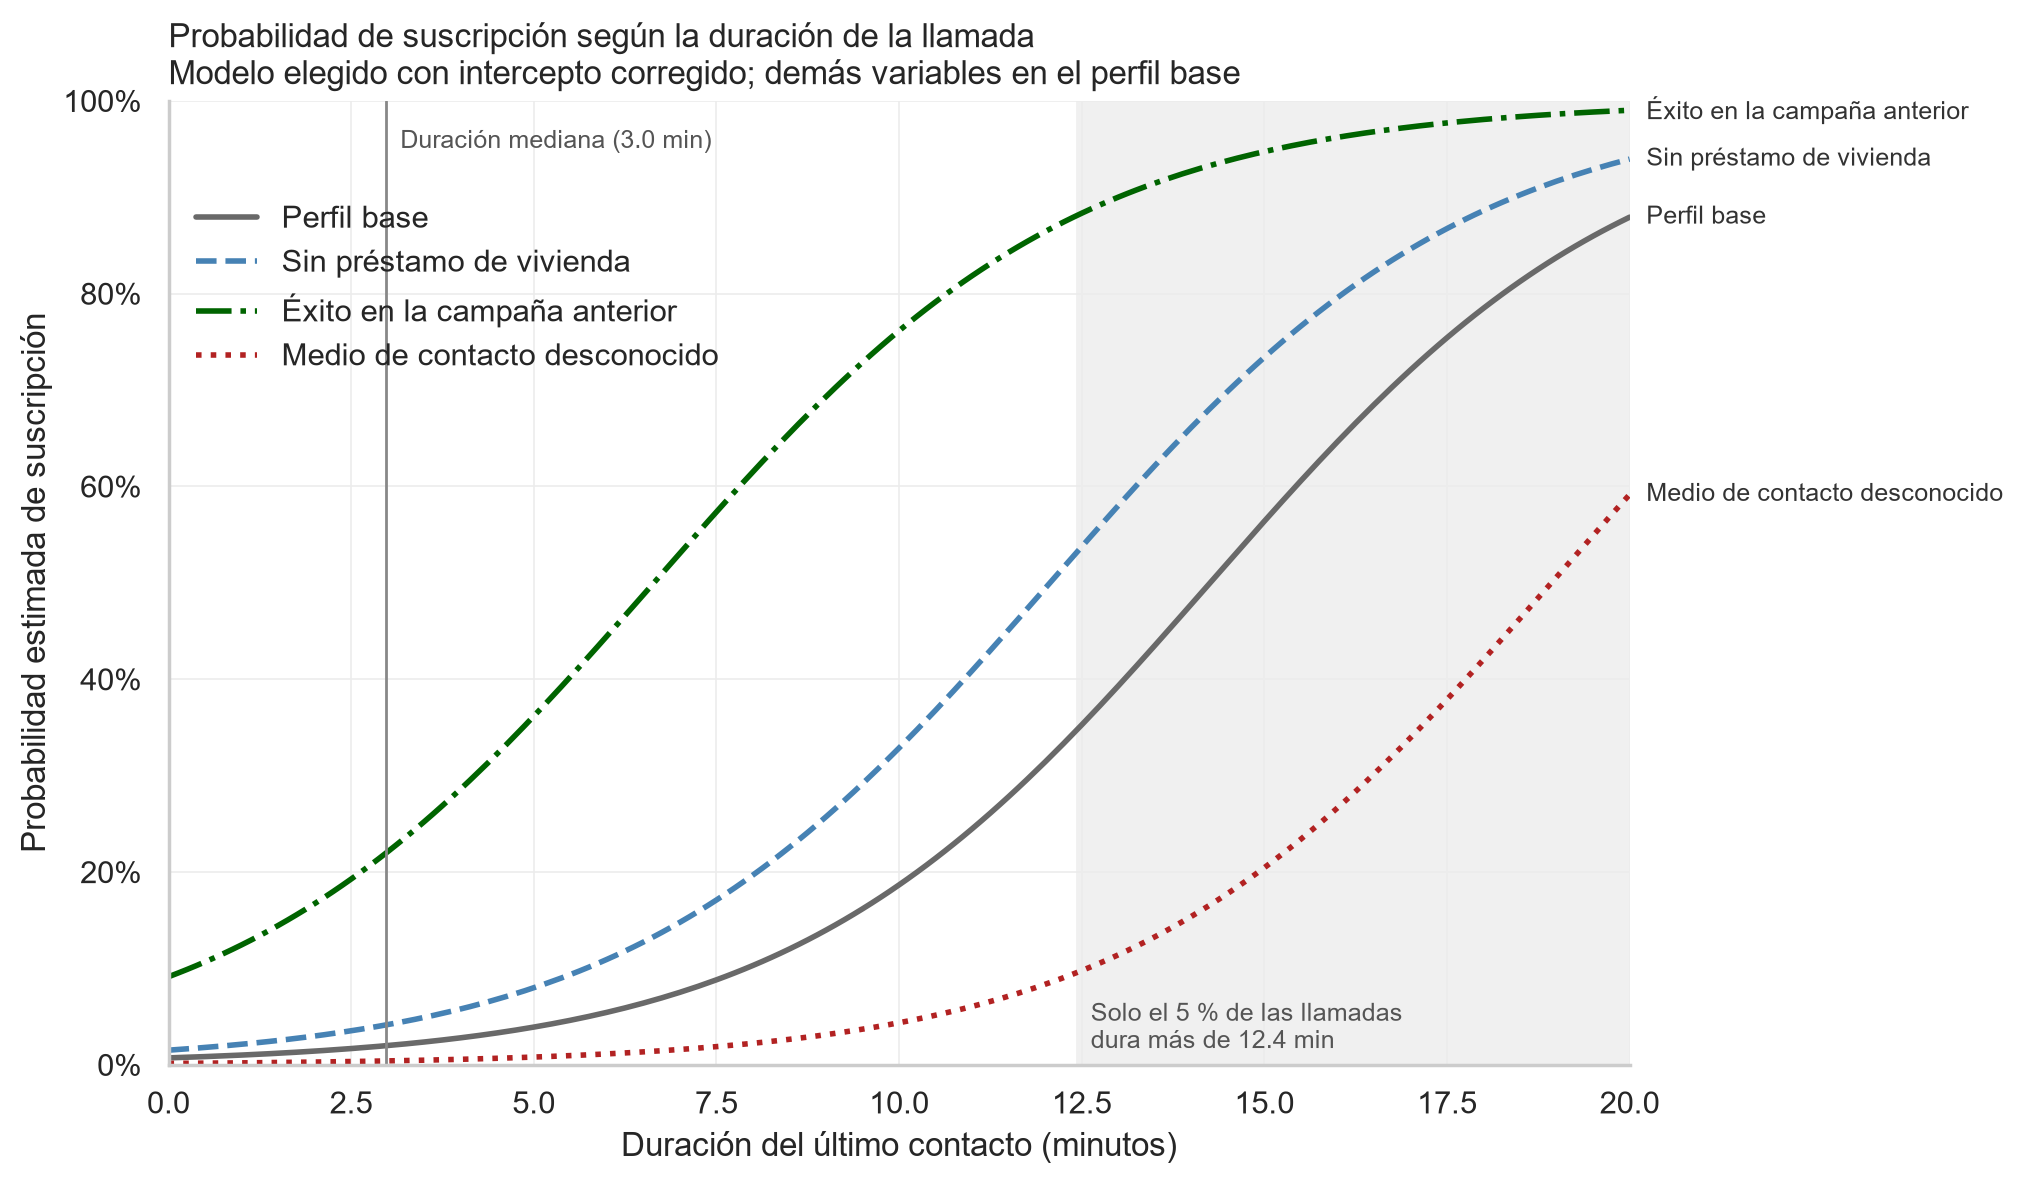 Probabilidad de suscripción según la duración de la llamada
Modelo elegido con intercepto corregido; demás variables en el perfil base
Probabilidad estimada de suscripción
100%
80%
60%
40%
20%
0%
Duración mediana (3.0 min)
Perfil base
Sin préstamo de vivienda
Éxito en la campaña anterior
Medio de contacto desconocido
Éxito en la campaña anterior
Sin préstamo de vivienda
Perfil base
Medio de contacto desconocido
Solo el 5 % de las llamadas
dura más de 12.4 min
0.0
2.5
5.0
7.5
10.0
12.5
15.0
17.5
20.0
Duración del último contacto (minutos)